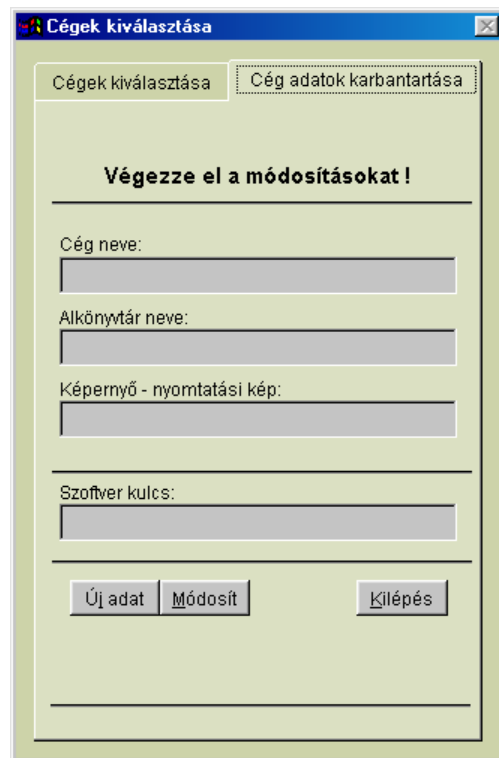 Cégek kiválasztása
Cégek kiválasztása
Cég adatok karbantartása
Végezze el a módosításokat !
Cég neve:
Alkönyvtár neve:
Képernyő - nyomtatási kép:
Szoftver kulcs:
Új adat
Módosít
Kilépés